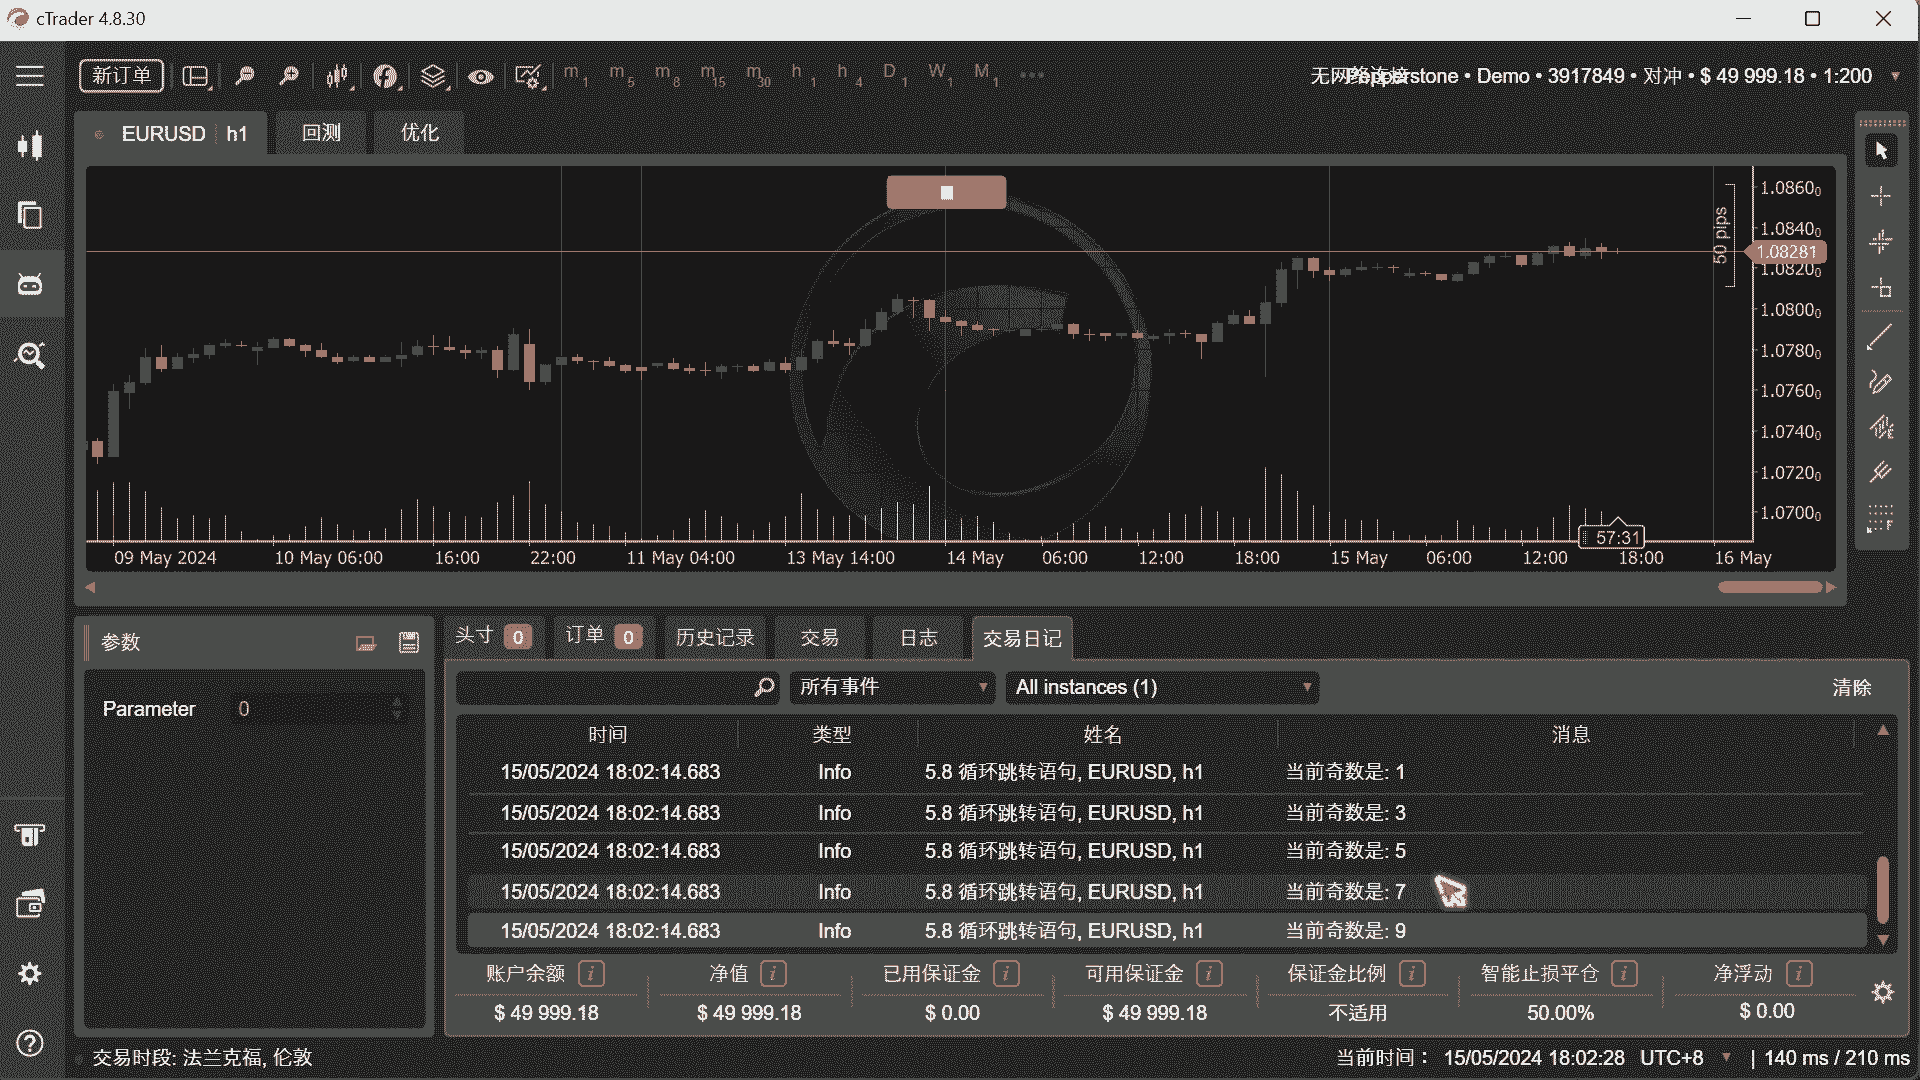 cTrader 4.8.30
新订单
m1 m5 m8 m15 m30 h1 h4 D1 W1 M1
Pepperstone • Demo • 3917849 • 对冲 • $ 49 999.18 • 1:200
EURUSD h1 回测 优化
50 pips
1.08600
1.08400
1.08281
1.08200
1.08000
1.07800
1.07600
1.07400
1.07200
1.07000
57:31
09 May 2024 10 May 06:00 16:00 22:00 11 May 04:00 13 May 14:00 14 May 06:00 12:00 18:00 15 May 06:00 12:00 18:00 16 May
参数
Parameter 0
头寸 0 订单 0 历史记录 交易 日志 交易日记
所有事件 All instances (1) 清除
时间 类型 姓名 消息
15/05/2024 18:02:14.683 Info 5.8 循环跳转语句, EURUSD, h1 当前奇数是: 1
15/05/2024 18:02:14.683 Info 5.8 循环跳转语句, EURUSD, h1 当前奇数是: 3
15/05/2024 18:02:14.683 Info 5.8 循环跳转语句, EURUSD, h1 当前奇数是: 5
15/05/2024 18:02:14.683 Info 5.8 循环跳转语句, EURUSD, h1 当前奇数是: 7
15/05/2024 18:02:14.683 Info 5.8 循环跳转语句, EURUSD, h1 当前奇数是: 9
账户余额 净值 已用保证金 可用保证金 保证金比例 智能止损平仓 净浮动
$ 49 999.18 $ 49 999.18 $ 0.00 $ 49 999.18 不适用 50.00% $ 0.00
交易时段: 法兰克福, 伦敦
当前时间： 15/05/2024 18:02:28 UTC+8 | 140 ms / 210 ms